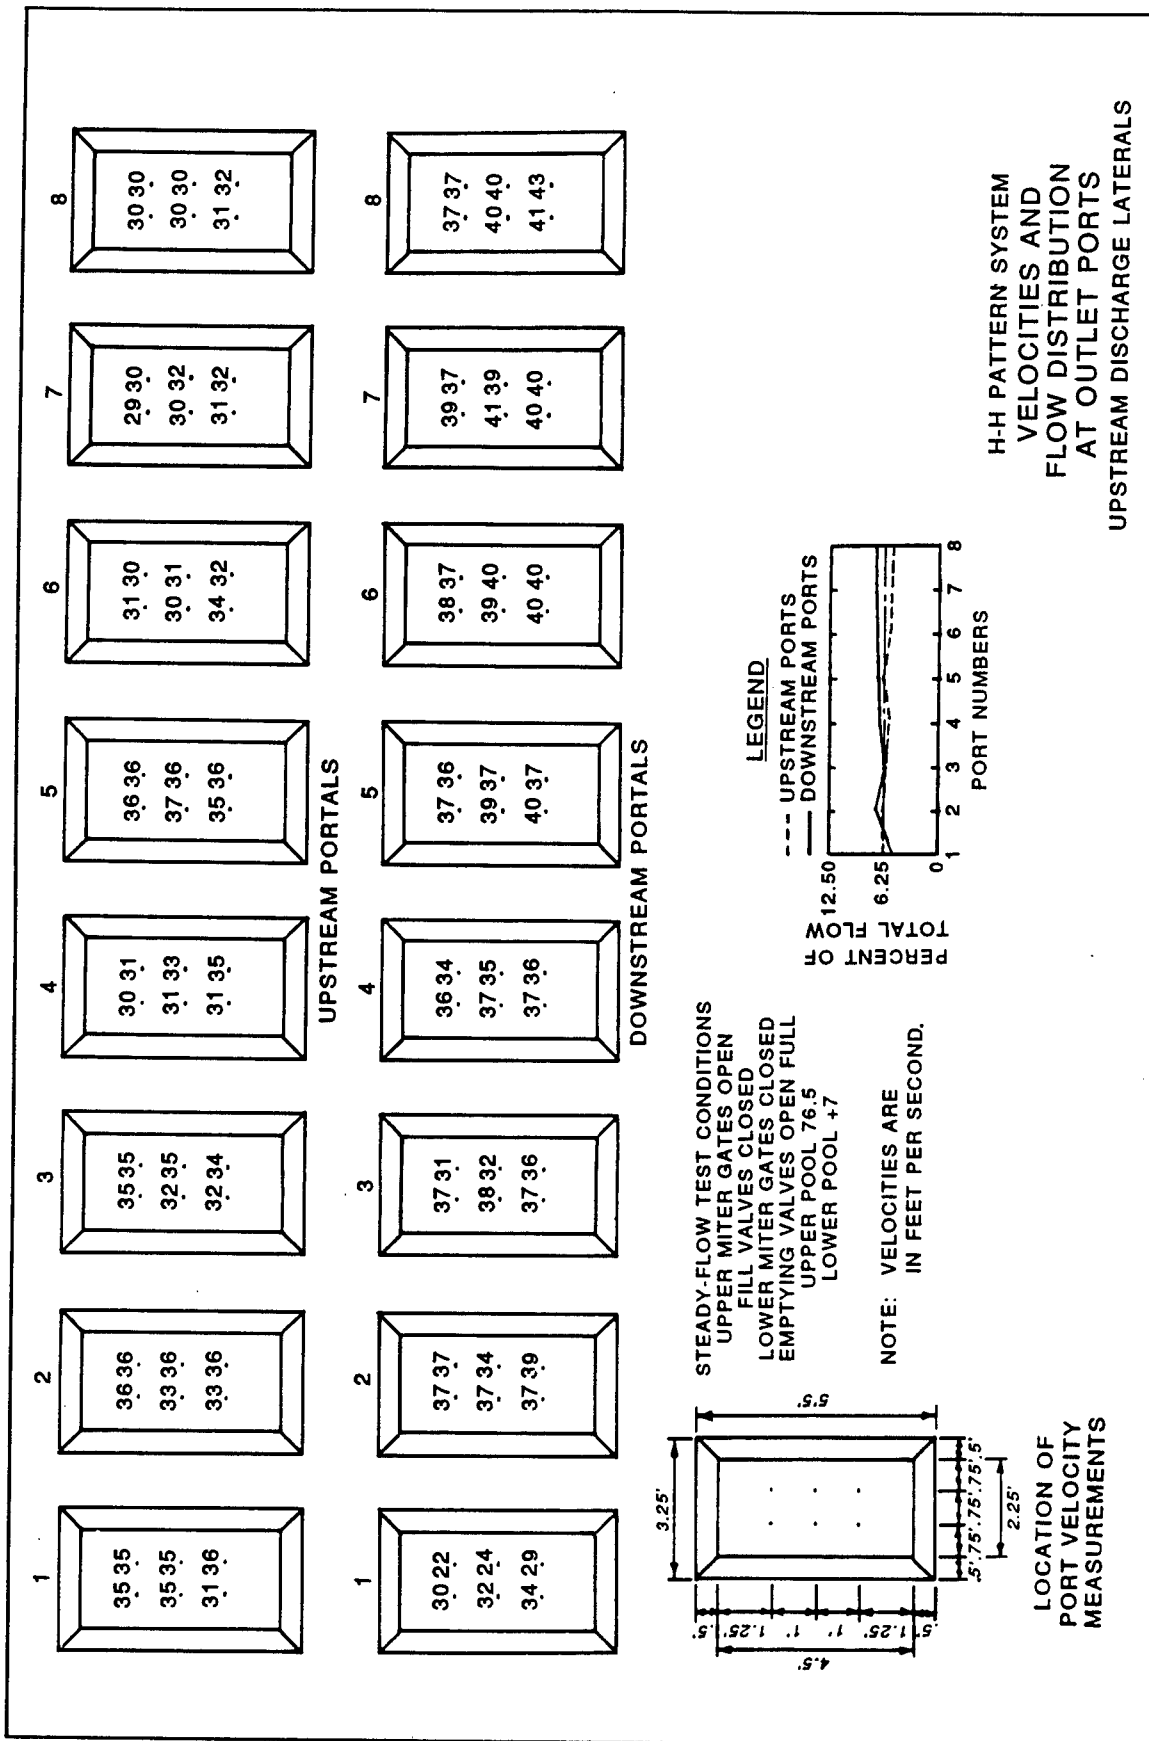 1 2 3 4 5 6 7 8
35 35 36 36 35 35 30 31 36 36 31 30 29 30 30 30
35 35 33 36 32 35 31 33 37 36 30 31 30 32 30 30
31 36 33 36 32 34 31 35 35 36 34 32 31 32 31 32
UPSTREAM PORTALS
1 2 3 4 5 6 7 8
30 22 37 37 37 31 36 34 37 36 38 37 39 37 37 37
32 24 37 34 38 32 37 35 39 37 39 40 41 39 40 40
34 29 37 39 37 36 37 36 40 37 40 40 40 40 41 43
DOWNSTREAM PORTALS
3.25'
.5' 1.25' 1' 1' 1.25' .5'
4.5'
5'5'
.5' .75' .75' .75' .5'
2.25'
LOCATION OF
PORT VELOCITY
MEASUREMENTS
STEADY-FLOW TEST CONDITIONS
UPPER MITER GATES OPEN
FILL VALVES CLOSED
LOWER MITER GATES CLOSED
EMPTYING VALVES OPEN FULL
UPPER POOL 76.5
LOWER POOL +7
NOTE: VELOCITIES ARE
IN FEET PER SECOND.
LEGEND
--- UPSTREAM PORTS
— DOWNSTREAM PORTS
PERCENT OF
TOTAL FLOW
12.50
6.25
0
1 2 3 4 5 6 7 8
PORT NUMBERS
H-H PATTERN SYSTEM
VELOCITIES AND
FLOW DISTRIBUTION
AT OUTLET PORTS
UPSTREAM DISCHARGE LATERALS